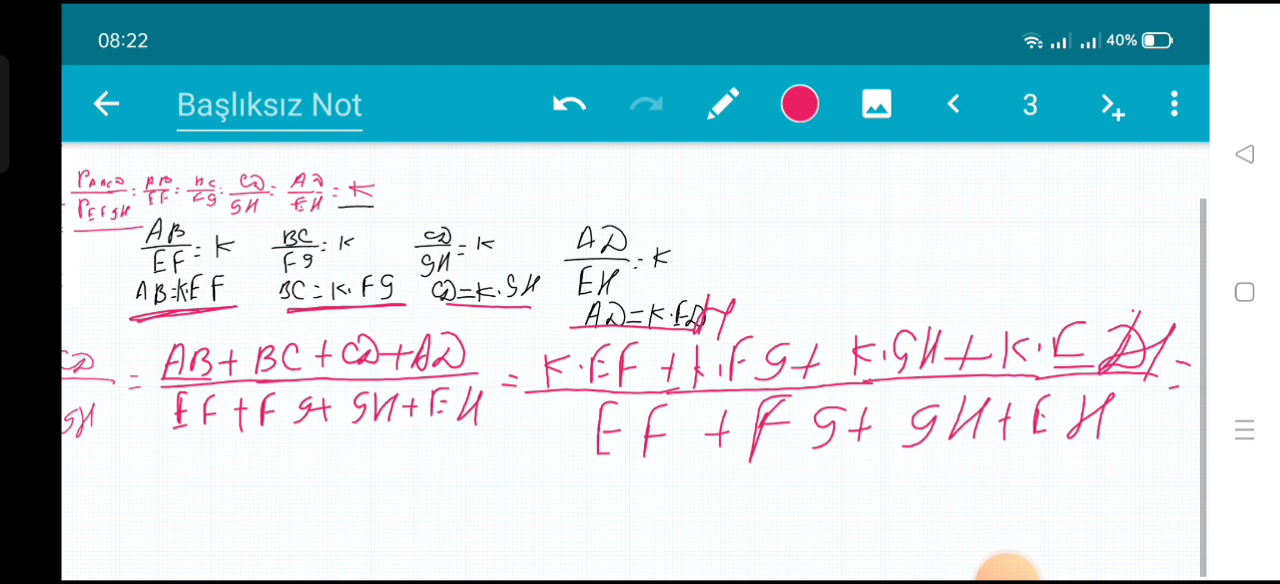 08:22 40%
Başlıksız Not 3
P_ABCD/P_EFGH = AB/EF = BC/FG = CD/GH = AD/EH = K
AB/EF = K BC/FG = K CD/GH = K AD/EH = K
AB=K·EF BC=K·FG CD=K·GH AD=K·EH
CD/GH = AB+BC+CD+AD/EF+FG+GH+EH = K·EF+K·FG+K·GH+K·EH/EF+FG+GH+EH =